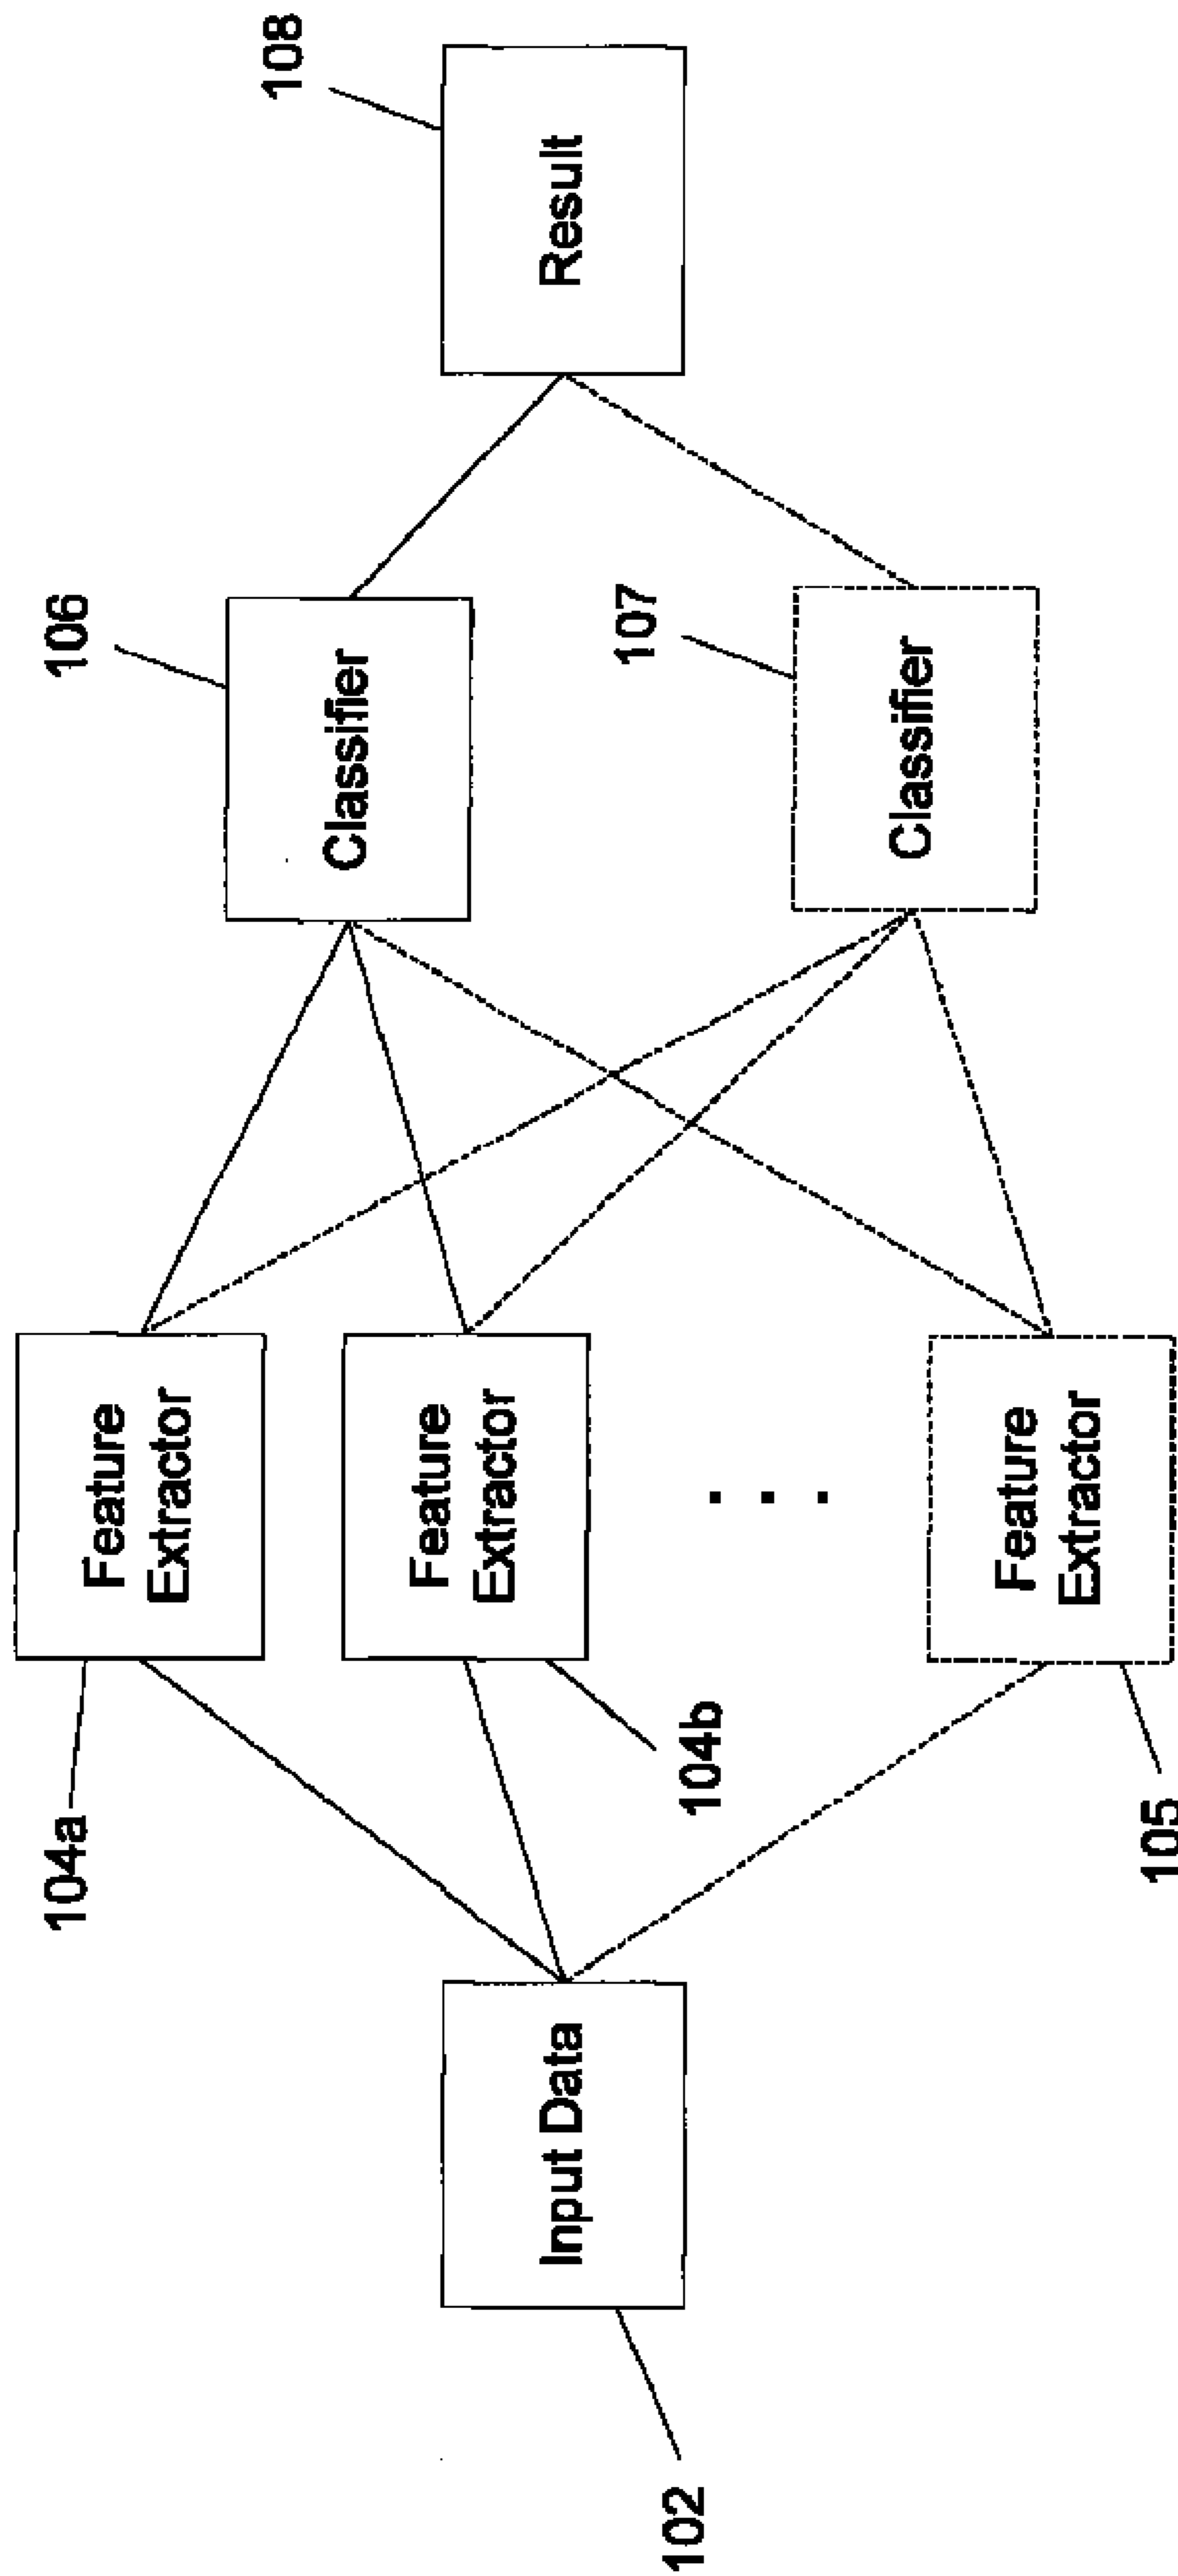 102
Input Data
104a
Feature
Extractor
104b
Feature
Extractor
. . .
105
Feature
Extractor
106
Classifier
107
Classifier
108
Result